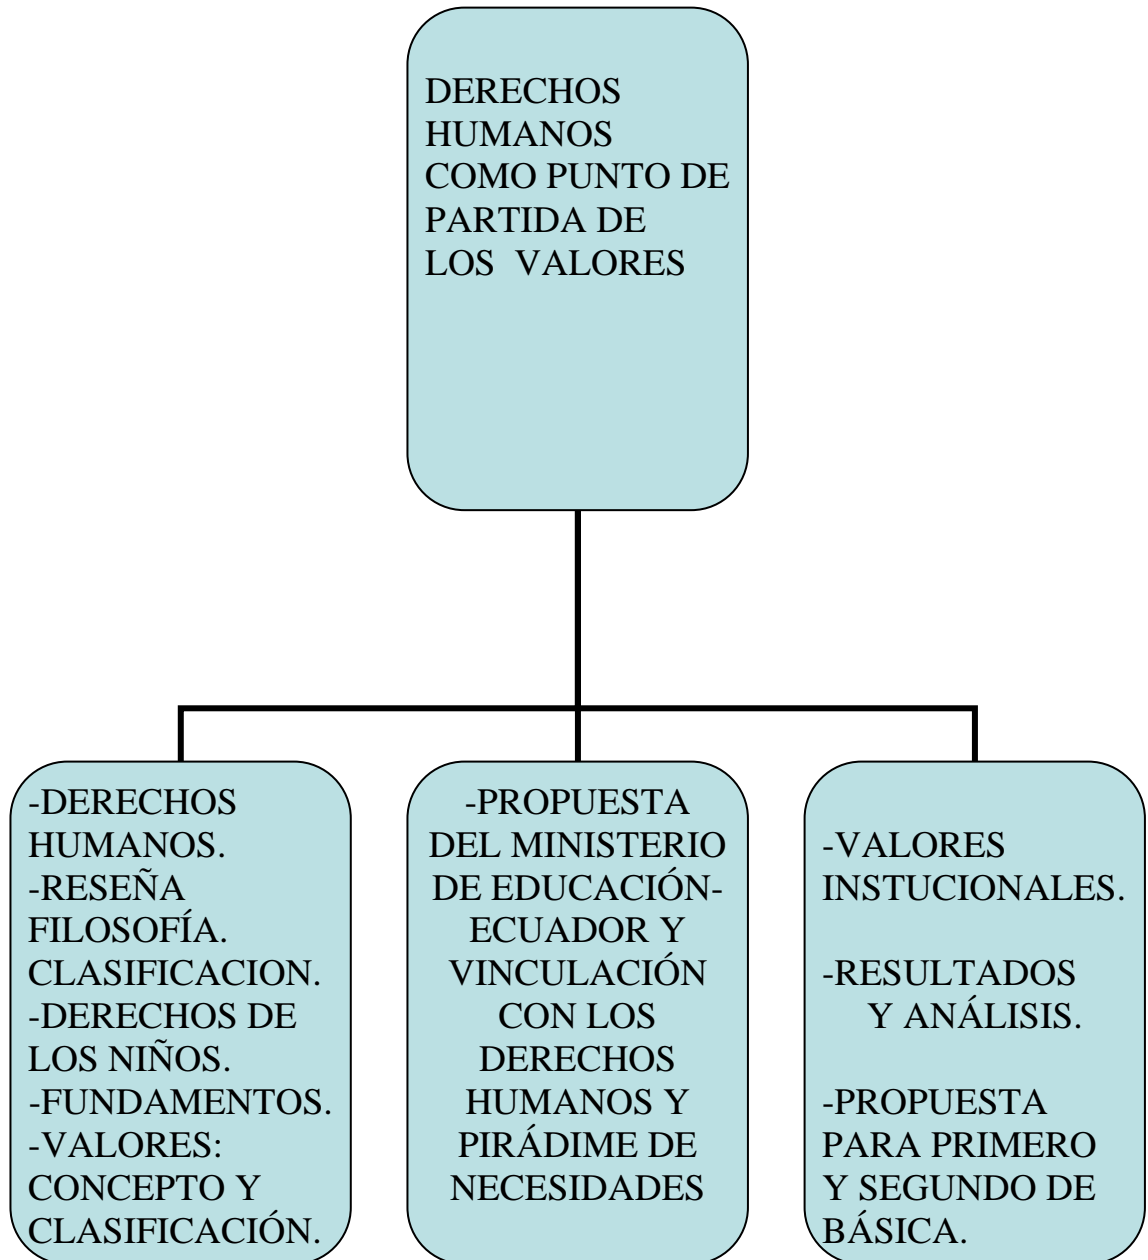 DERECHOS
HUMANOS
COMO PUNTO DE
PARTIDA DE
LOS  VALORES
-DERECHOS
HUMANOS.
-RESEÑA
FILOSOFÍA.
CLASIFICACION.
-DERECHOS DE
LOS NIÑOS.
-FUNDAMENTOS.
-VALORES:
CONCEPTO Y
CLASIFICACIÓN.
-PROPUESTA
DEL MINISTERIO
DE EDUCACIÓN-
ECUADOR Y
VINCULACIÓN
CON LOS
DERECHOS
HUMANOS Y
PIRÁDIME DE
NECESIDADES
-VALORES
INSTUCIONALES.
-RESULTADOS
Y ANÁLISIS.
-PROPUESTA
PARA PRIMERO
Y SEGUNDO DE
BÁSICA.